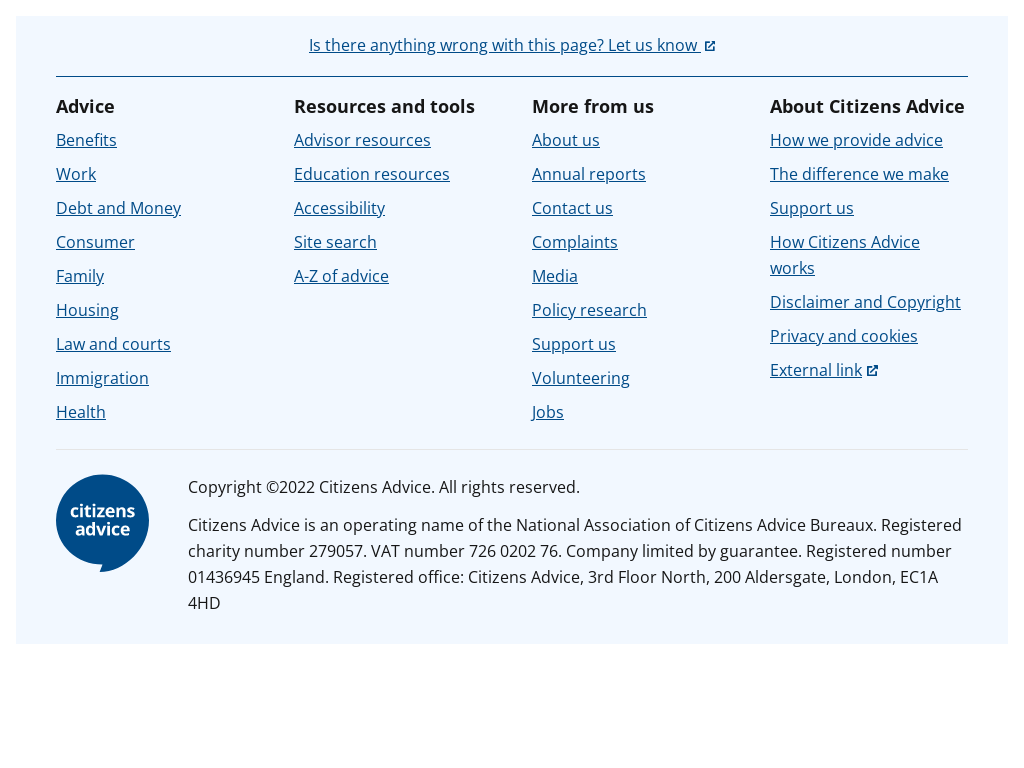 Is there anything wrong with this page? Let us know
Advice
Benefits
Work
Debt and Money
Consumer
Family
Housing
Law and courts
Immigration
Health
Resources and tools
Advisor resources
Education resources
Accessibility
Site search
A-Z of advice
More from us
About us
Annual reports
Contact us
Complaints
Media
Policy research
Support us
Volunteering
Jobs
About Citizens Advice
How we provide advice
The difference we make
Support us
How Citizens Advice
works
Disclaimer and Copyright
Privacy and cookies
External link
citizens
advice
Copyright ©2022 Citizens Advice. All rights reserved.
Citizens Advice is an operating name of the National Association of Citizens Advice Bureaux. Registered
charity number 279057. VAT number 726 0202 76. Company limited by guarantee. Registered number
01436945 England. Registered office: Citizens Advice, 3rd Floor North, 200 Aldersgate, London, EC1A
4HD